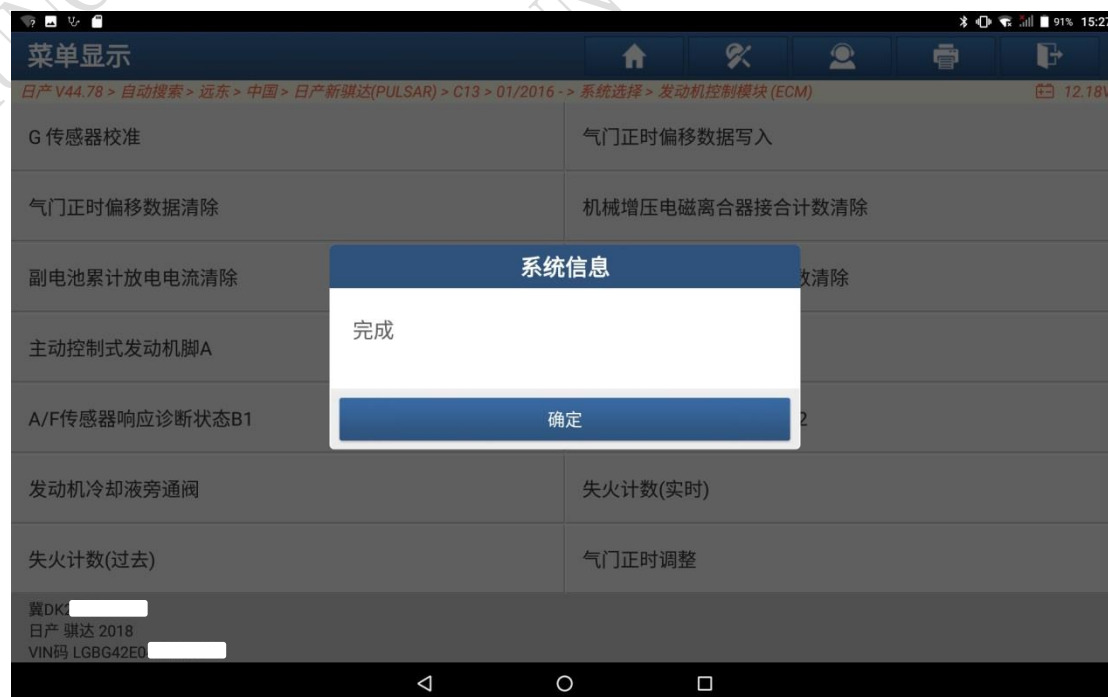 91% 15:27
菜单显示
日产 V44.78 > 自动搜索 > 远东 > 中国 > 日产新骐达(PULSAR) > C13 > 01/2016 - > 系统选择 > 发动机控制模块 (ECM) 12.18V
G 传感器校准
气门正时偏移数据写入
气门正时偏移数据清除
机械增压电磁离合器接合计数清除
系统信息
副电池累计放电电流清除
数清除
完成
主动控制式发动机脚A
A/F传感器响应诊断状态B1
确定
2
发动机冷却液旁通阀
失火计数(实时)
失火计数(过去)
气门正时调整
冀DK2
日产 骐达 2018
VIN码 LGBG42E0